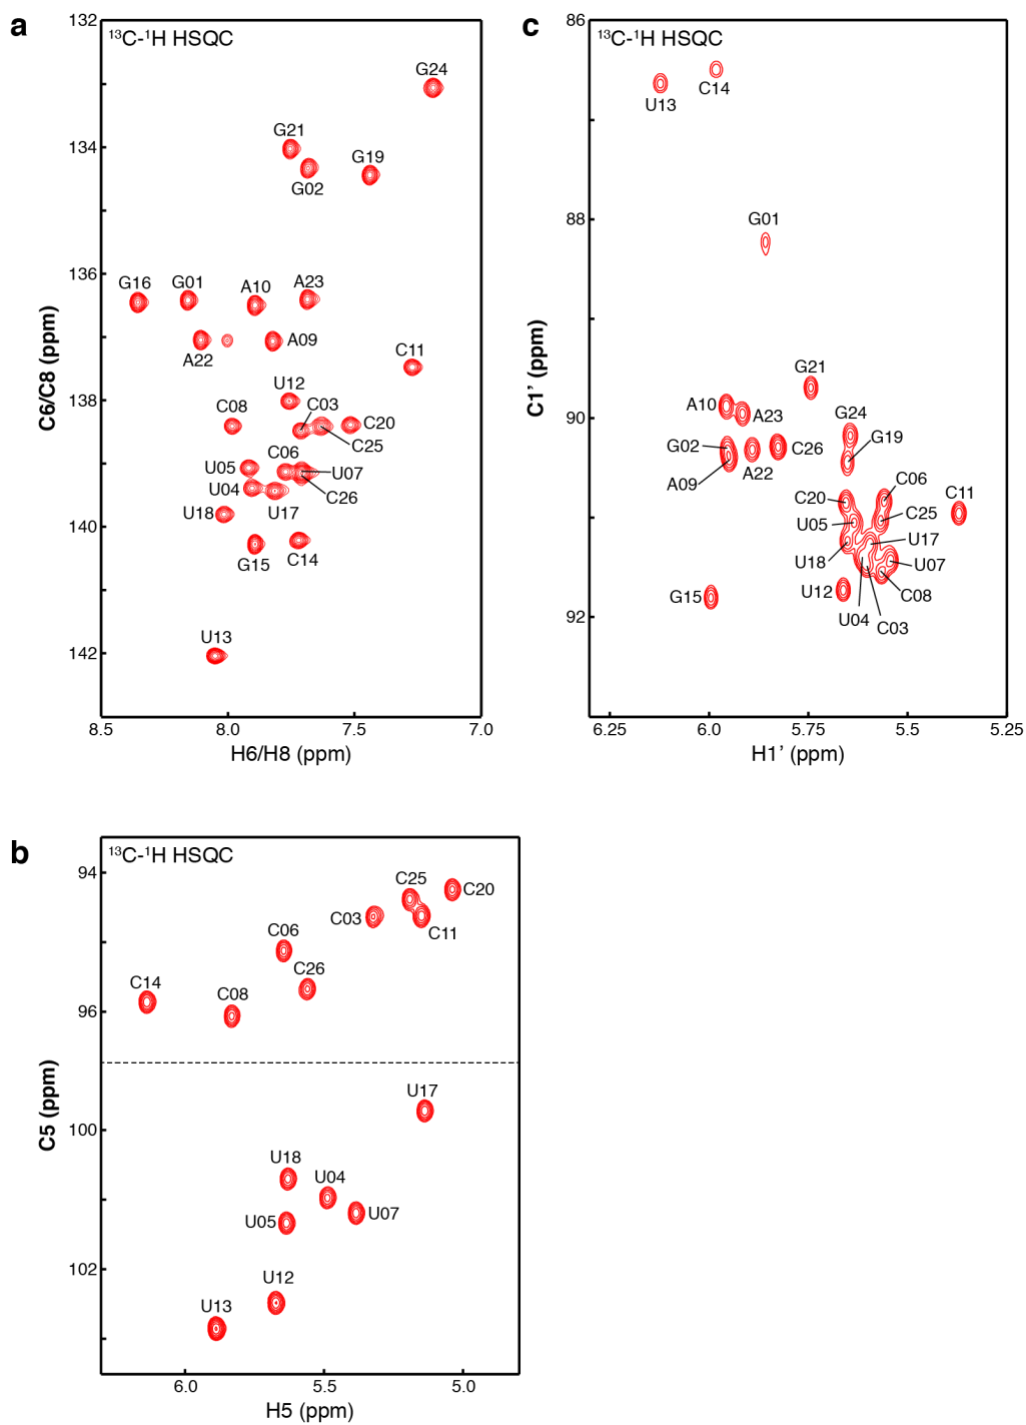 a
¹³C-¹H HSQC
132
134
136
138
140
142
8.5
8.0
7.5
7.0
C6/C8 (ppm)
H6/H8 (ppm)
G24
G21
G02
G19
G16
G01
A10
A23
A22
A09
C11
U12
C03
C08
C20
C25
C06
U05
U07
U04
C26
U18
U17
G15
C14
U13
c
¹³C-¹H HSQC
86
88
90
92
6.25
6.0
5.75
5.5
5.25
C1’ (ppm)
H1’ (ppm)
U13
C14
G01
G21
A10
A23
G24
G02
C26
G19
A09
A22
C06
C20
C11
U05
C25
U17
U18
U07
G15
U12
C08
U04
C03
b
¹³C-¹H HSQC
94
96
100
102
6.0
5.5
5.0
C5 (ppm)
H5 (ppm)
C25
C20
C03
C11
C06
C26
C14
C08
U17
U18
U04
U05
U07
U12
U13